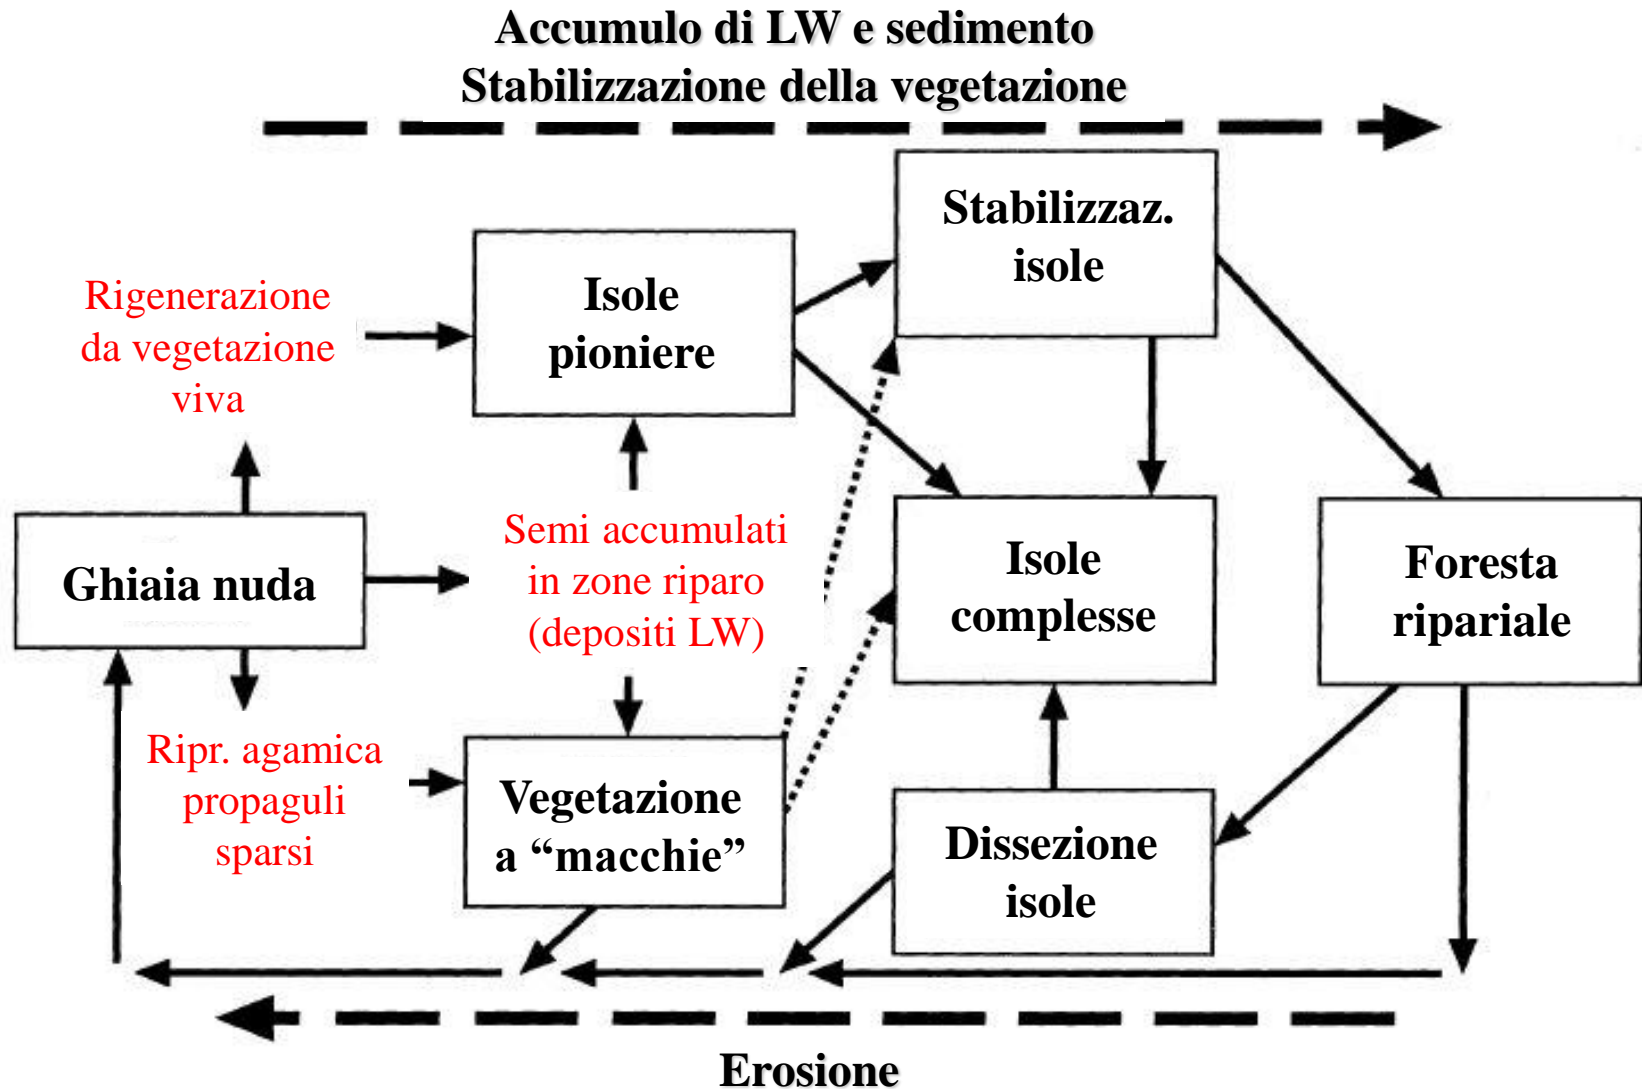 Accumulo di LW e sedimento
Stabilizzazione della vegetazione
Stabilizzaz.
isole
Isole
pioniere
Rigenerazione
da vegetazione
viva
Ghiaia nuda
Semi accumulati
in zone riparo
(depositi LW)
Isole
complesse
Foresta
ripariale
Ripr. agamica
propaguli
sparsi
Vegetazione
a “macchie”
Dissezione
isole
Erosione